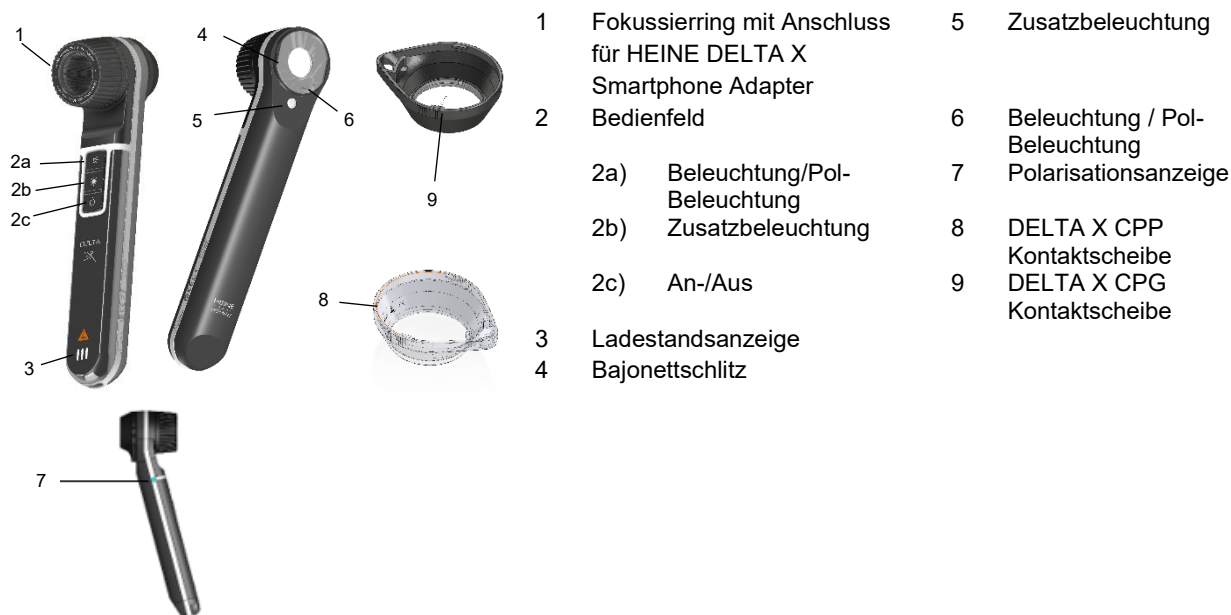 1
2a
2b
2c
DELTA
3
4
5
6
HEINE
9
8
7
1 Fokussierring mit Anschluss
für HEINE DELTA X
Smartphone Adapter
2 Bedienfeld
2a) Beleuchtung/Pol-
Beleuchtung
2b) Zusatzbeleuchtung
2c) An-/Aus
3 Ladestandsanzeige
4 Bajonettschlitz
5 Zusatzbeleuchtung
6 Beleuchtung / Pol-
Beleuchtung
7 Polarisationsanzeige
8 DELTA X CPP
Kontaktscheibe
9 DELTA X CPG
Kontaktscheibe